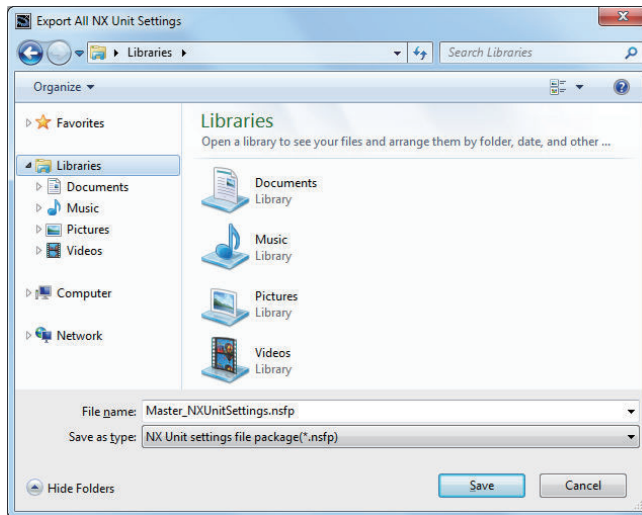 Export All NX Unit Settings
Libraries
Search Libraries
Organize
Favorites
Libraries
Documents
Music
Pictures
Videos
Computer
Network
Libraries
Open a library to see your files and arrange them by folder, date, and other ...
Documents
Library
Music
Library
Pictures
Library
Videos
Library
File name: Master_NXUnitSettings.nsfp
Save as type: NX Unit settings file package(*.nsfp)
Hide Folders
Save
Cancel